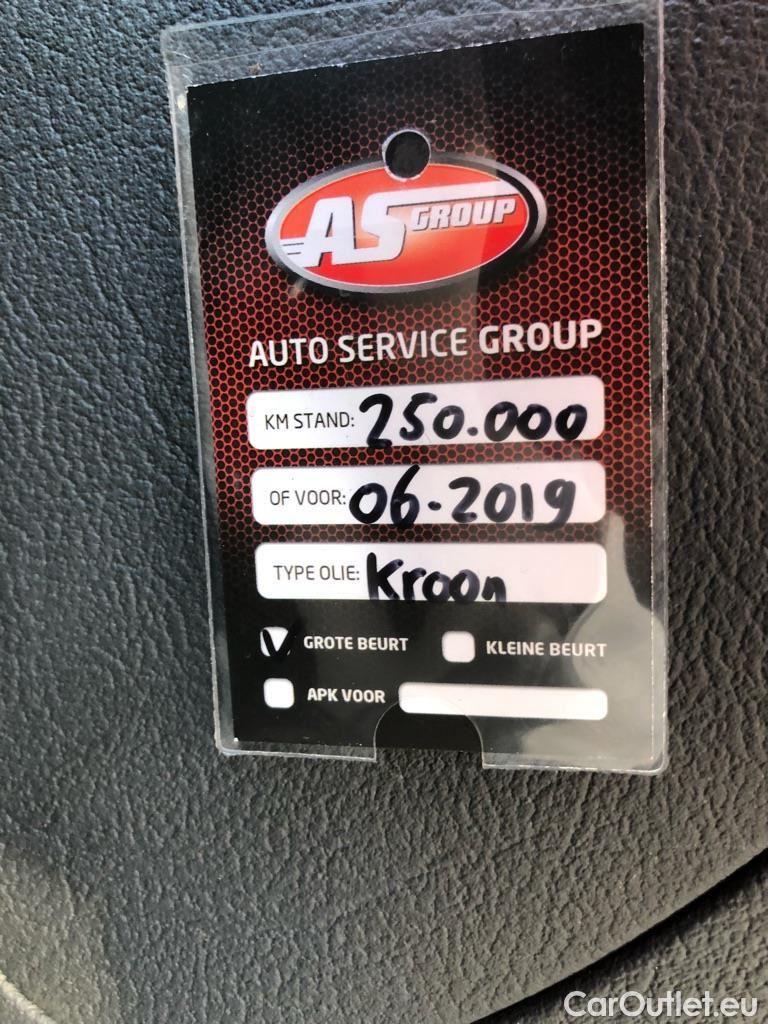 AS GROUP
AUTO SERVICE GROUP
KM STAND: 250.000
OF VOOR: 06-2019
TYPE OLIE: Kroon
GROTE BEURT KLEINE BEURT
APK VOOR
CarOutlet.eu